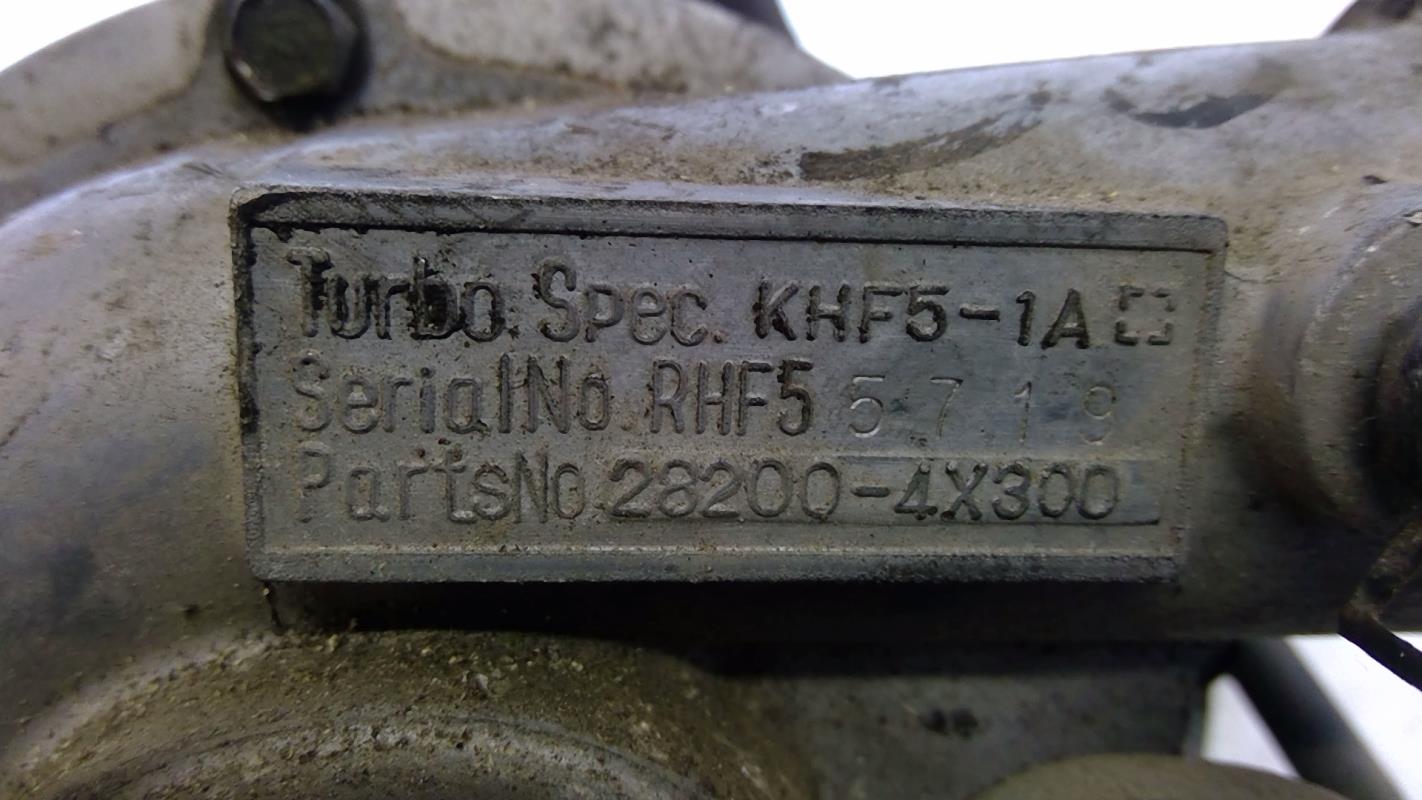 Turbo. Spec. KHF5-1A
Serial No. RHF5 5719
Parts No. 28200-4X300